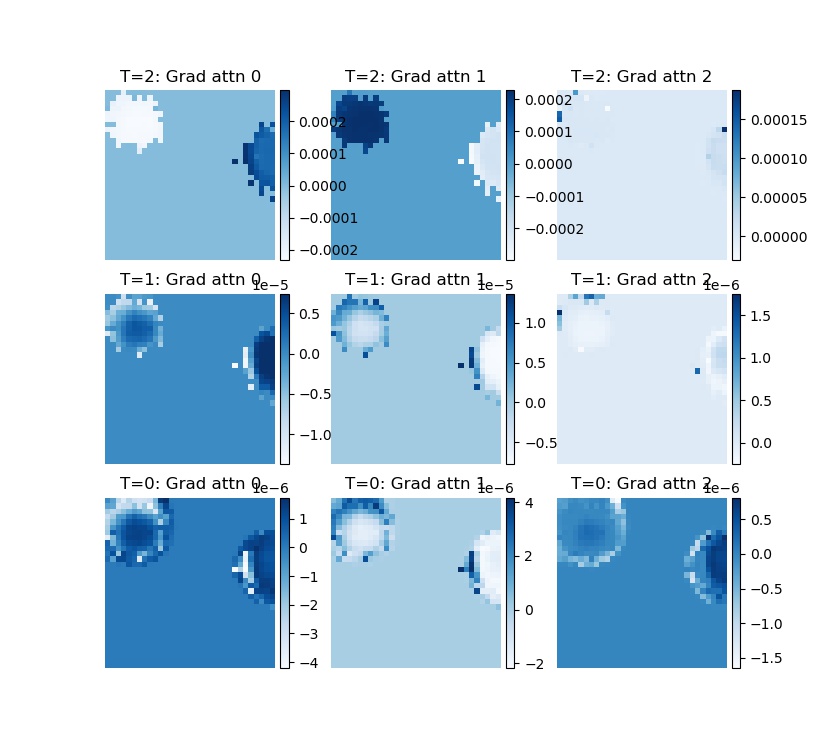 T=2: Grad attn 0
T=2: Grad attn 1
T=2: Grad attn 2
0.0002
0.0001
0.0000
−0.0001
−0.0002
0.0002
0.0001
0.0000
−0.0001
−0.0002
0.00015
0.00010
0.00005
0.00000
T=1: Grad attn 0
1e−5
T=1: Grad attn 1
1e−5
T=1: Grad attn 2
1e−6
0.5
0.0
−0.5
−1.0
1.0
0.5
0.0
−0.5
1.5
1.0
0.5
0.0
T=0: Grad attn 0
1e−6
T=0: Grad attn 1
1e−6
T=0: Grad attn 2
1e−6
1
0
−1
−2
−3
−4
4
2
0
−2
0.5
0.0
−0.5
−1.0
−1.5